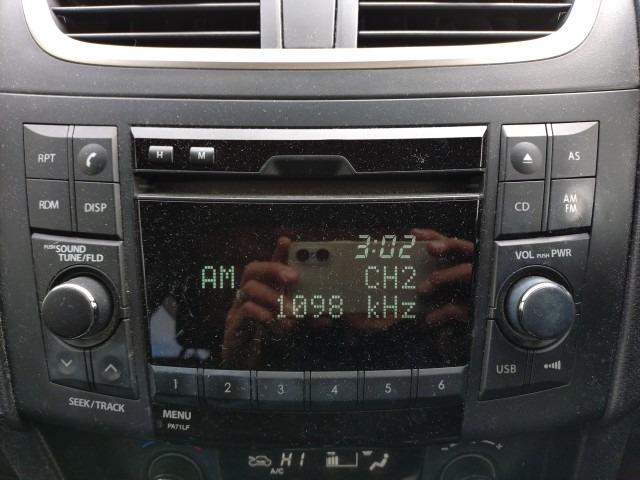 RPT
RDM
DISP
H
M
AS
CD
AM
FM
PUSH SOUND
TUNE/FLD
VOL PUSH PWR
3:02
AM CH2
1098 kHz
USB
1 2 3 4 5 6
SEEK/TRACK
MENU
PA71LF
HI
A/C